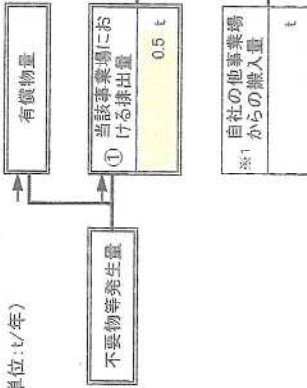 単位:t/年)
不要物等発生量
有償物量
①
当該事業場にお
ける排出量
0.5 t
※1
自社の他事業場
からの搬入量
t